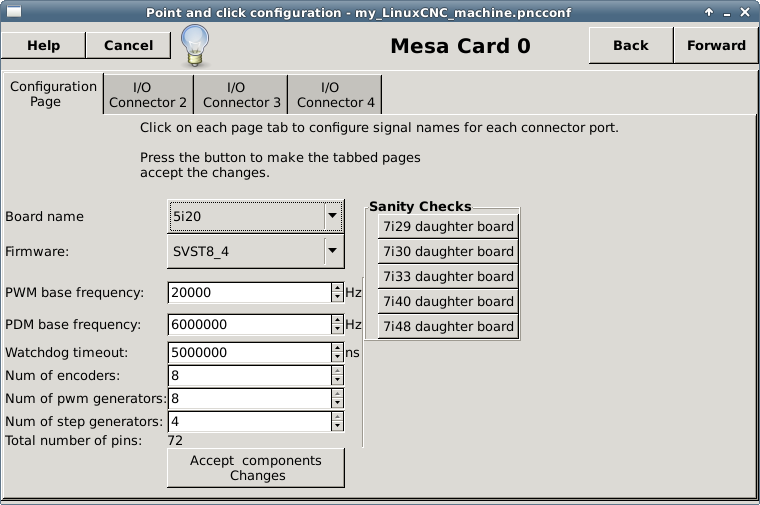 Point and click configuration - my_LinuxCNC_machine.pncconf
Help
Cancel
Mesa Card 0
Back
Forward
Configuration
Page
I/O
Connector 2
I/O
Connector 3
I/O
Connector 4
Click on each page tab to configure signal names for each connector port.
Press the button to make the tabbed pages
accept the changes.
Board name
5i20
Firmware:
SVST8_4
PWM base frequency:
20000
Hz
PDM base frequency:
6000000
Hz
Watchdog timeout:
5000000
ns
Num of encoders:
8
Num of pwm generators:
8
Num of step generators:
4
Total number of pins:
72
Accept  components
Changes
Sanity Checks
7i29 daughter board
7i30 daughter board
7i33 daughter board
7i40 daughter board
7i48 daughter board